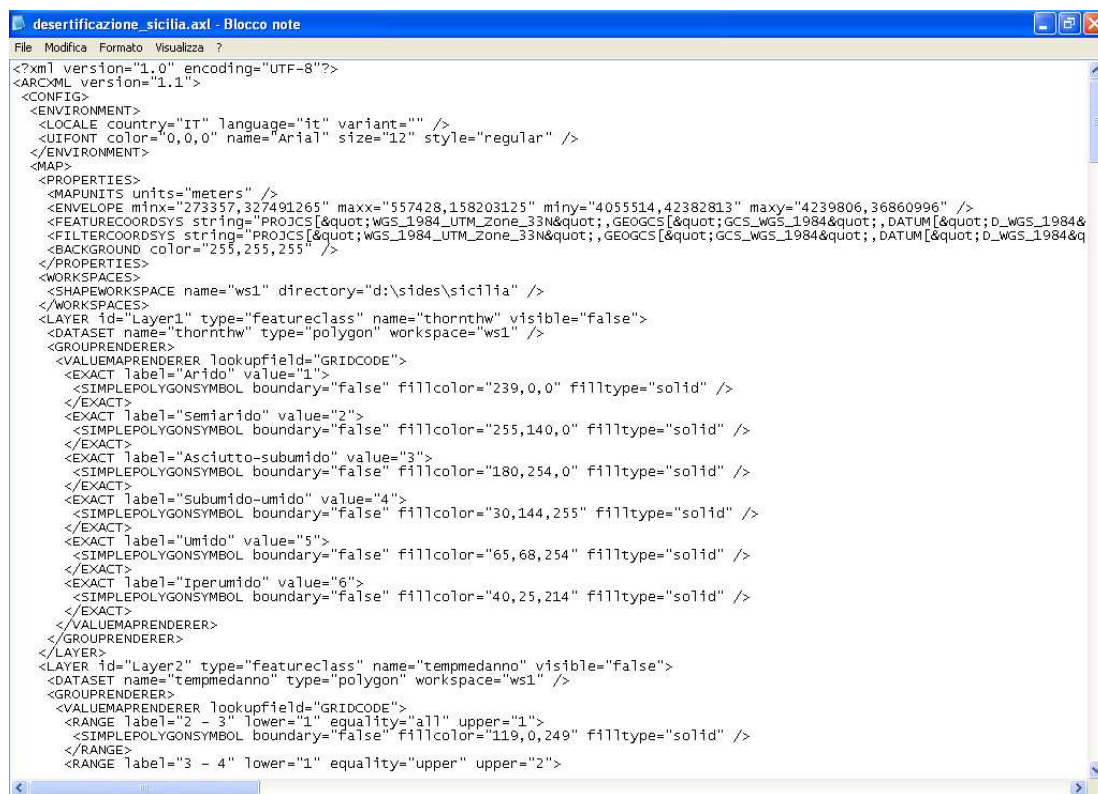 desertificazione_sicilia.axl - Blocco note
File Modifica Formato Visualizza ?
<?xml version="1.0" encoding="UTF-8"?>
<ARCXML version="1.1">
<CONFIG>
<ENVIRONMENT>
<LOCALE country="IT" language="it" variant="" />
<UIFONT color="0,0,0" name="Arial" size="12" style="regular" />
</ENVIRONMENT>
<MAP>
<PROPERTIES>
<MAPUNITS units="meters" />
<ENVELOPE minx="273357,327491265" maxx="557428,158203125" miny="4055514,42382813" maxy="4239806,36860996" />
<FEATURECOORDSYS string="PROJCS[&quot;WGS_1984_UTM_Zone_33N&quot;,GEOGCS[&quot;GCS_WGS_1984&quot;,DATUM[&quot;D_WGS_1984&
<FILTERCOORDSYS string="PROJCS[&quot;WGS_1984_UTM_Zone_33N&quot;,GEOGCS[&quot;GCS_WGS_1984&quot;,DATUM[&quot;D_WGS_1984&q
<BACKGROUND color="255,255,255" />
</PROPERTIES>
<WORKSPACES>
<SHAPEWORKSPACE name="ws1" directory="d:\sides\sicilia" />
</WORKSPACES>
<LAYER id="Layer1" type="featureclass" name="thornthw" visible="false">
<DATASET name="thornthw" type="polygon" workspace="ws1" />
<GROUPRENDERER>
<VALUEMAPRENDERER lookupfield="GRIDCODE">
<EXACT label="Arido" value="1">
<SIMPLEPOLYGONSYMBOL boundary="false" fillcolor="239,0,0" filltype="solid" />
</EXACT>
<EXACT label="Semiarido" value="2">
<SIMPLEPOLYGONSYMBOL boundary="false" fillcolor="255,140,0" filltype="solid" />
</EXACT>
<EXACT label="Asciutto-subumido" value="3">
<SIMPLEPOLYGONSYMBOL boundary="false" fillcolor="180,254,0" filltype="solid" />
</EXACT>
<EXACT label="Subumido-umido" value="4">
<SIMPLEPOLYGONSYMBOL boundary="false" fillcolor="30,144,255" filltype="solid" />
</EXACT>
<EXACT label="Umido" value="5">
<SIMPLEPOLYGONSYMBOL boundary="false" fillcolor="65,68,254" filltype="solid" />
</EXACT>
<EXACT label="Iperumido" value="6">
<SIMPLEPOLYGONSYMBOL boundary="false" fillcolor="40,25,214" filltype="solid" />
</EXACT>
</VALUEMAPRENDERER>
</GROUPRENDERER>
</LAYER>
<LAYER id="Layer2" type="featureclass" name="tempmedanno" visible="false">
<DATASET name="tempmedanno" type="polygon" workspace="ws1" />
<GROUPRENDERER>
<VALUEMAPRENDERER lookupfield="GRIDCODE">
<RANGE label="2 - 3" lower="1" equality="all" upper="1">
<SIMPLEPOLYGONSYMBOL boundary="false" fillcolor="119,0,249" filltype="solid" />
</RANGE>
<RANGE label="3 - 4" lower="1" equality="upper" upper="2">